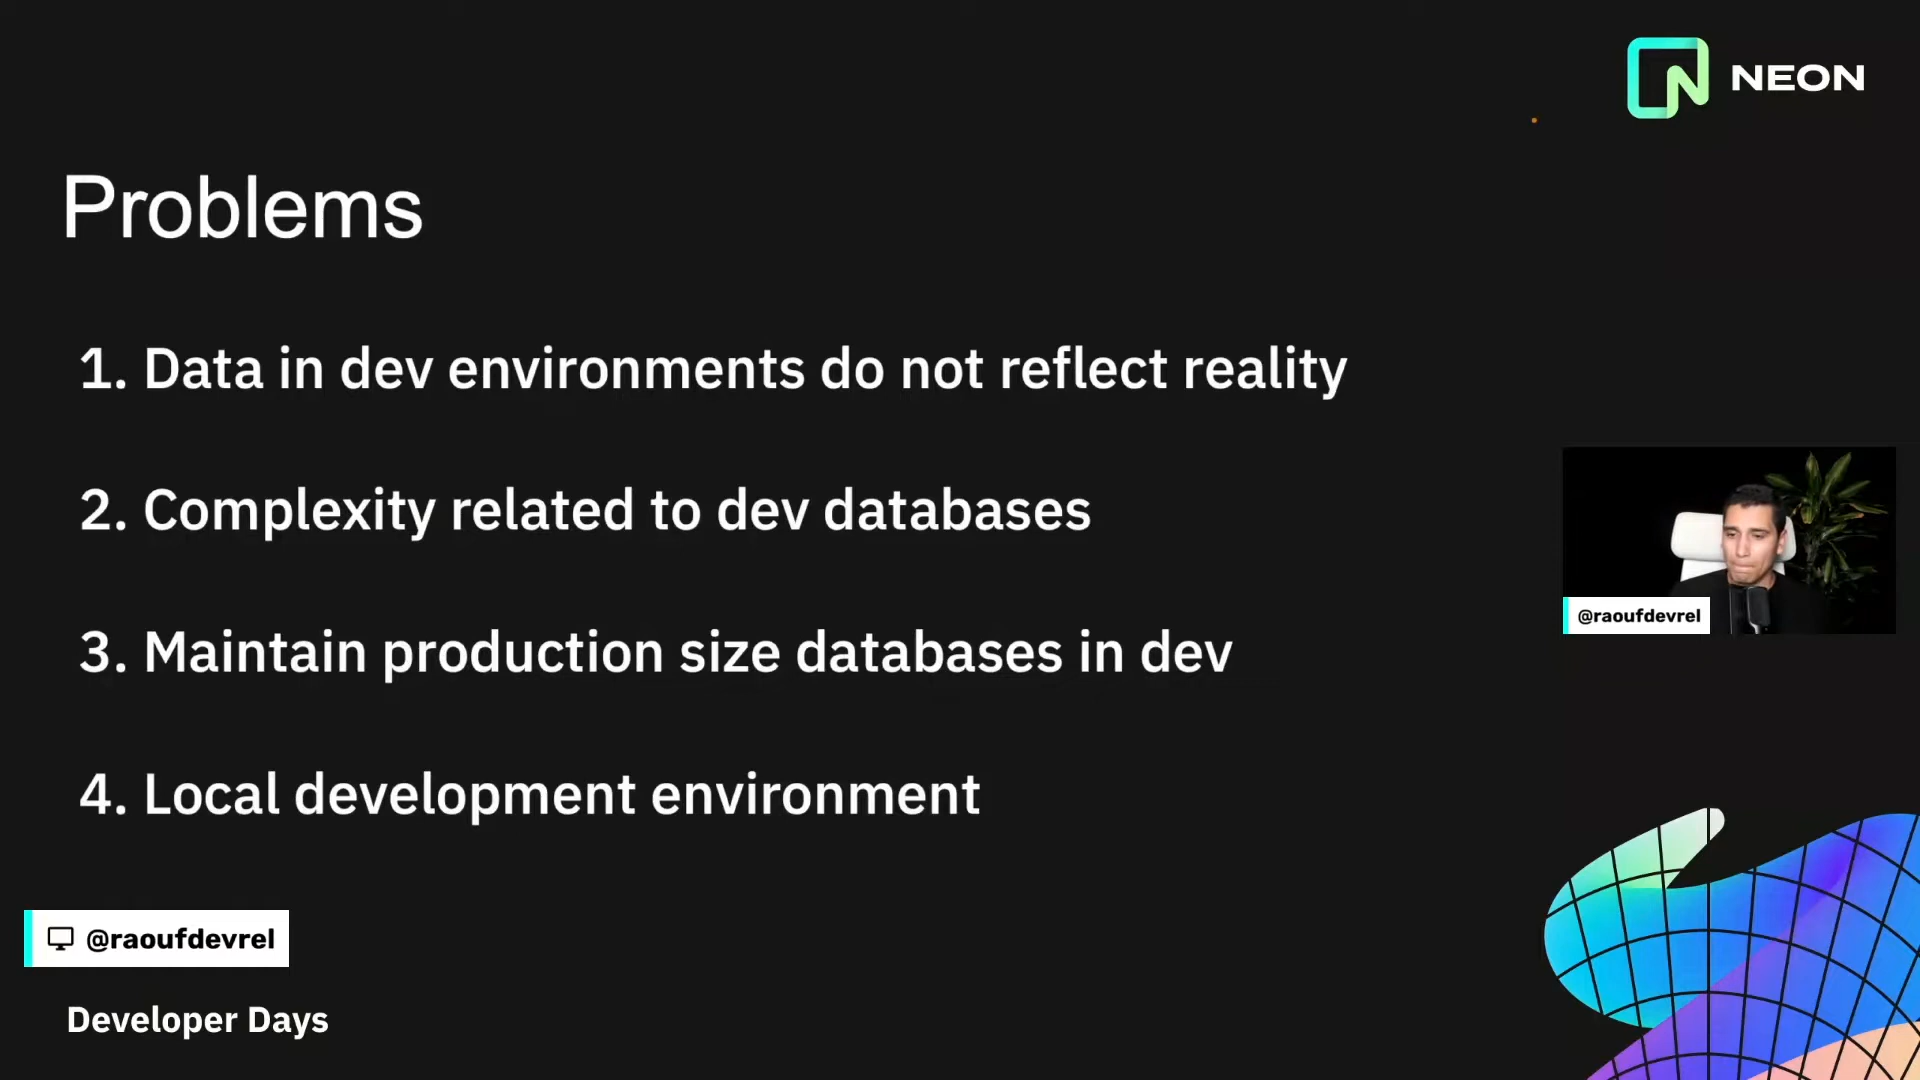 NEON
Problems
1. Data in dev environments do not reflect reality
2. Complexity related to dev databases
3. Maintain production size databases in dev
4. Local development environment
@raoufdevrel
@raoufdevrel
Developer Days